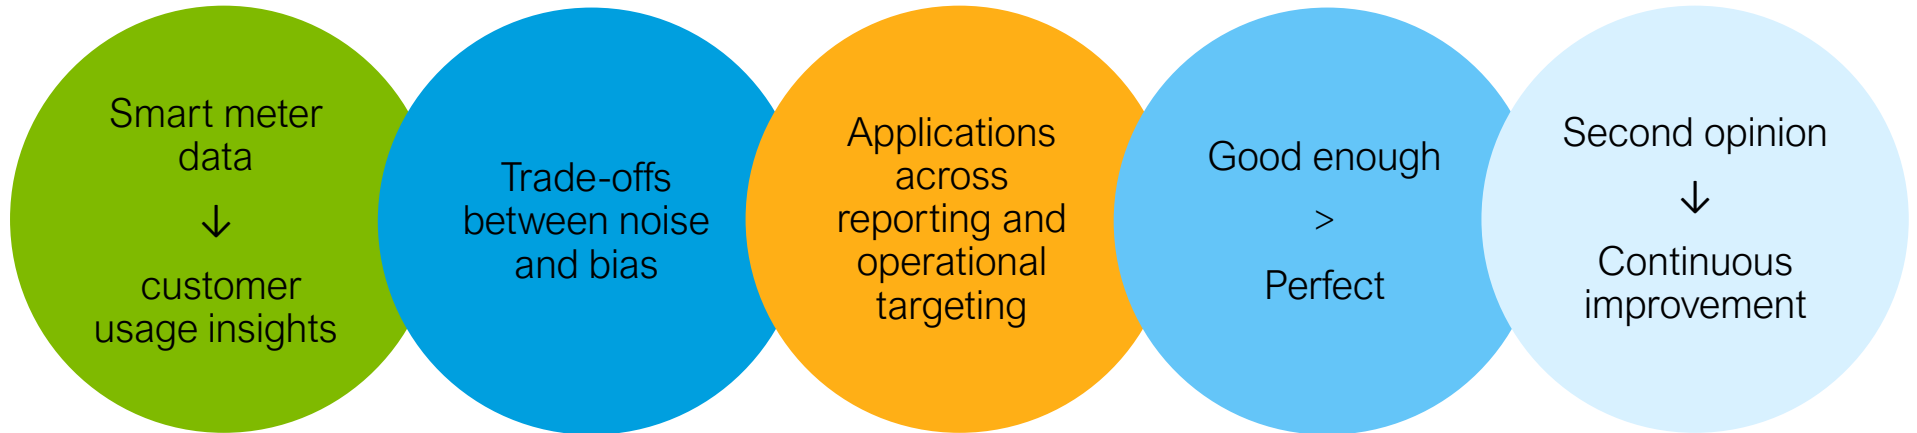 Smart meter
data
↓
customer
usage insights
Trade-offs
between noise
and bias
Applications
across
reporting and
operational
targeting
Good enough
>
Perfect
Second opinion
↓
Continuous
improvement